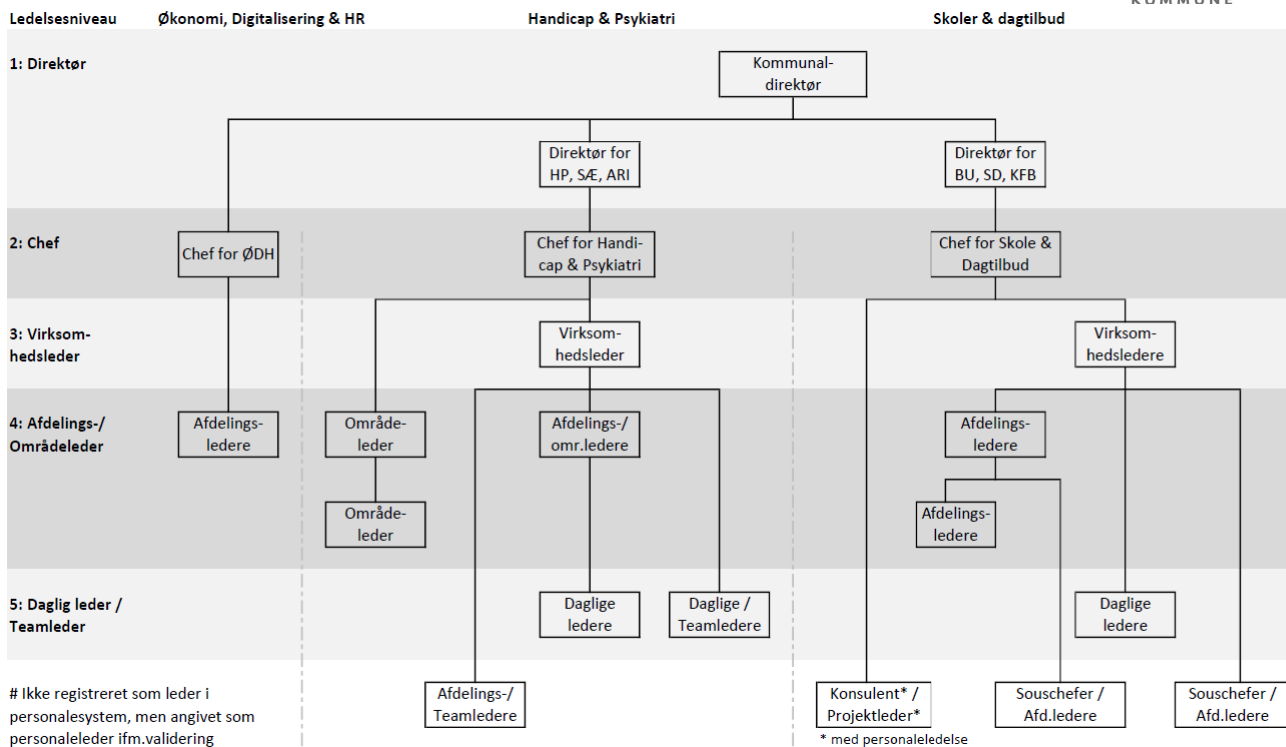 KOMMUNE
Ledelsesniveau
Økonomi, Digitalisering & HR
Handicap & Psykiatri
Skoler & dagtilbud
1: Direktør
Kommunal-
direktør
Direktør for
HP, SÆ, ARI
Direktør for
BU, SD, KFB
2: Chef
Chef for ØDH
Chef for Handi-
cap & Psykiatri
Chef for Skole &
Dagtilbud
3: Virksom-
hedsleder
Virksom-
hedsleder
Virksom-
hedsledere
4: Afdelings-/
Områdeleder
Afdelings-
ledere
Område-
leder
Afdelings-/
omr.ledere
Afdelings-
ledere
Område-
leder
Afdelings-
ledere
5: Daglig leder /
Teamleder
Daglige
ledere
Daglige /
Teamledere
Daglige
ledere
# Ikke registreret som leder i
personalesystem, men angivet som
personaleleder ifm.validering
Afdelings-/
Teamledere
Konsulent* /
Projektleder*
* med personaleledelse
Souschefer /
Afd.ledere
Souschefer /
Afd.ledere